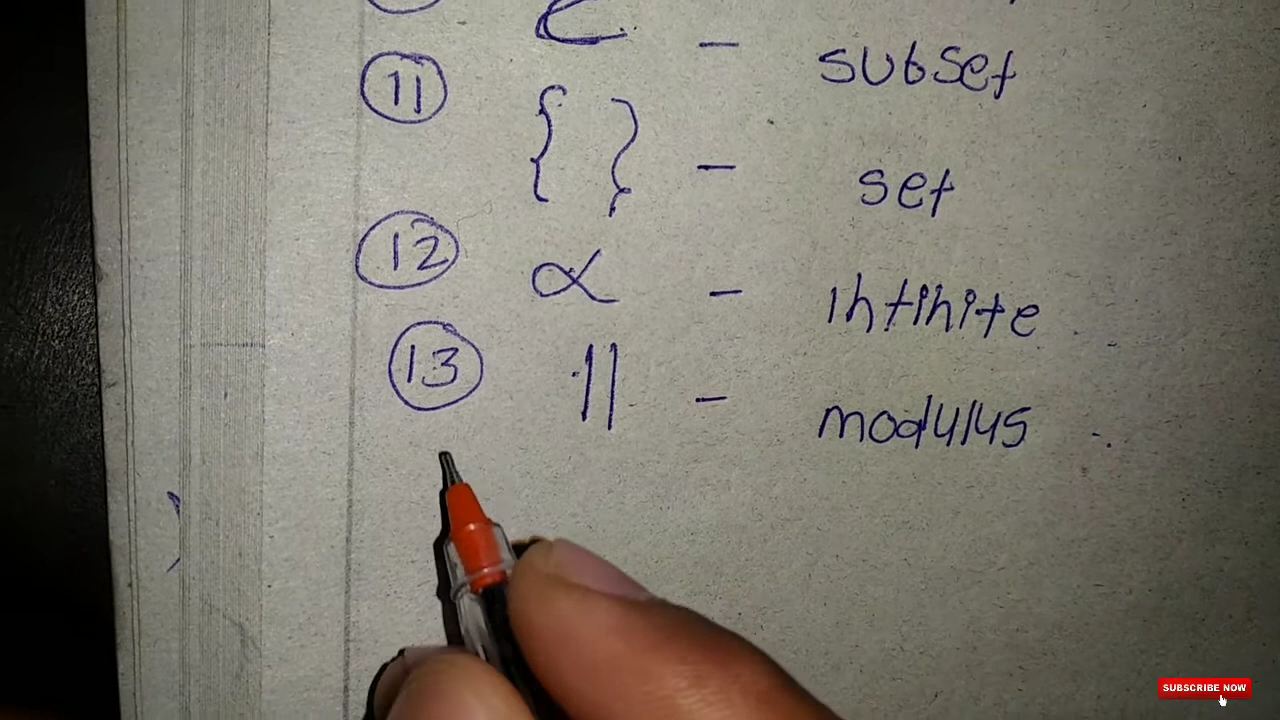 ⊂ - subset
11 { } - set
12 ∝ - infinite
13 || - modulus
SUBSCRIBE NOW